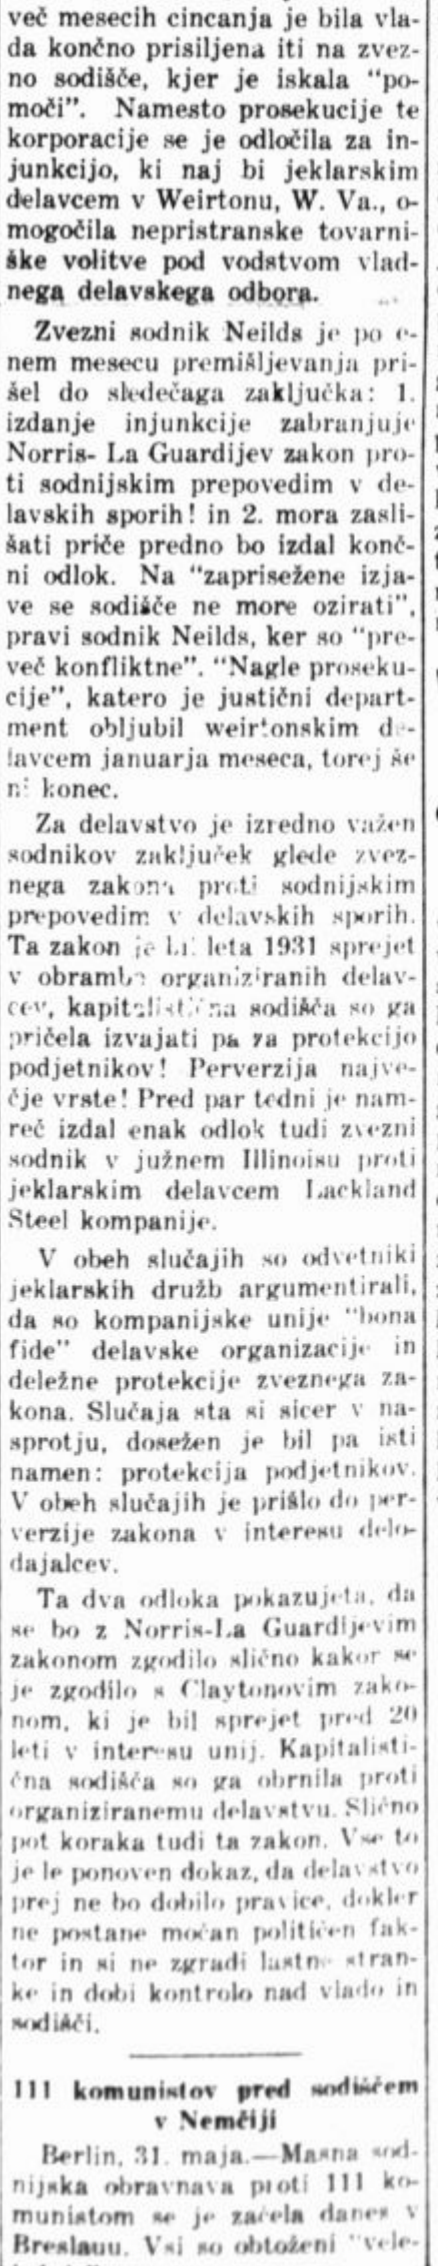 več mesecih cincanja je bila vla-
da končno prisiljena iti na zvez-
no sodišče, kjer je iskala “po-
moči”. Namesto prosekucije te
korporacije se je odločila za in-
junkcijo, ki naj bi jeklarskim
delavcem v Weirtonu, W. Va., o-
mogočila nepristranske tovarni-
ške volitve pod vodstvom vlad-
nega delavskega odbora.
Zvezni sodnik Neilds je po e-
nem mesecu premišljevanja pri-
šel do sledečaga zaključka: 1.
izdanje injunkcije zabranjuje
Norris- La Guardijev zakon pro-
ti sodnijskim prepovedim v de-
lavskih sporih! in 2. mora zasli-
šati priče predno bo izdal konč-
ni odlok. Na “zaprisežene izja-
ve se sodišče ne more ozirati”,
pravi sodnik Neilds, ker so “pre-
več konfliktne”. “Nagle proseku-
cije”, katero je justični depart-
ment obljubil weirtonskim de-
lavcem januarja meseca, torej še
ni konec.
Za delavstvo je izredno važen
sodnikov zaključek glede zvez-
nega zakona proti sodnijskim
prepovedim v delavskih sporih.
Ta zakon je bil leta 1931 sprejet
v obrambo organiziranih delav-
cev, kapitalistična sodišča so ga
pričela izvajati pa za protekcijo
podjetnikov! Perverzija najve-
čje vrste! Pred par tedni je nam-
reč izdal enak odlok tudi zvezni
sodnik v južnem Illinoisu proti
jeklarskim delavcem Lackland
Steel kompanije.
V obeh slučajih so odvetniki
jeklarskih družb argumentirali,
da so kompanijske unije “bona
fide” delavske organizacije in
deležne protekcije zveznega za-
kona. Slučaja sta si sicer v na-
sprotju, dosežen je bil pa isti
namen: protekcija podjetnikov.
V obeh slučajih je prišlo do per-
verzije zakona v interesu delo-
dajalcev.
Ta dva odloka pokazujeta, da
se bo z Norris-La Guardijevim
zakonom zgodilo slično kakor se
je zgodilo s Claytonovim zako-
nom, ki je bil sprejet pred 20
leti v interesu unij. Kapitalisti-
čna sodišča so ga obrnila proti
organiziranemu delavstvu. Slično
pot koraka tudi ta zakon. Vse to
je le ponoven dokaz, da delavstvo
prej ne bo dobilo pravice, dokler
ne postane močan političen fak-
tor in si ne zgradi lastne stran-
ke in dobi kontrolo nad vlado in
sodišči.
111 komunistov pred sodiščem
v Nemčiji
Berlin, 31. maja.—Masna sod-
nijska obravnava proti 111 ko-
munistom se je začela danes v
Breslauu. Vsi so obtoženi “vele-